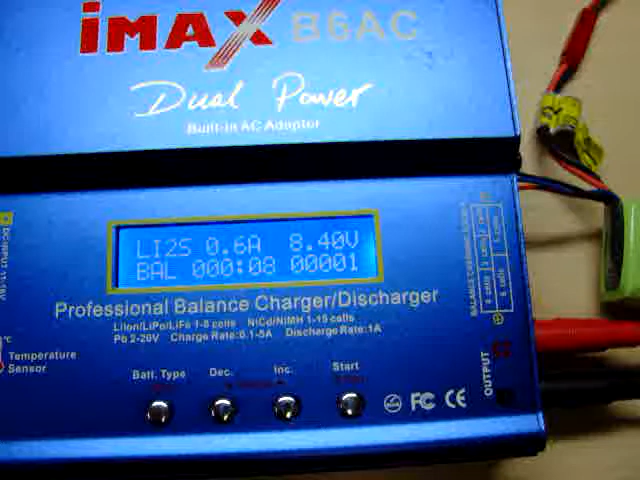 iMAX B6AC
Dual Power
Built-in AC Adaptor
LI2S 0.6A 8.40V
BAL 000:08 00001
Professional Balance Charger/Discharger
LiIon/LiPo/LiFe 1-6 cells NiCd/NiMH 1-15 cells
Pb 2-20V Charge Rate:0.1-5A Discharge Rate:1A
°C
Temperature
Sensor
Batt. Type
Dec.
Inc.
Start
FC CE
OUTPUT